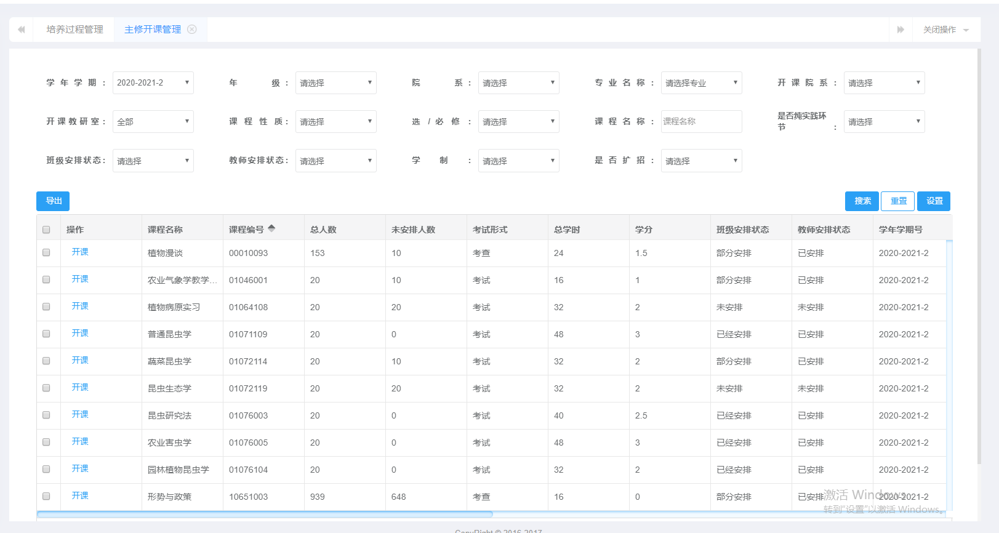 培养过程管理 主修开课管理 关闭操作
学年学期： 2020-2021-2 年级： 请选择 院系： 请选择 专业名称： 请选择专业 开课院系： 请选择
开课教研室： 全部 课程性质： 请选择 选/必修： 请选择 课程名称： 课程名称 是否纯实践环节： 请选择
班级安排状态： 请选择 教师安排状态： 请选择 学制： 请选择 是否扩招： 请选择
导出 搜索 重置 设置
操作 课程名称 课程编号 总人数 未安排人数 考试形式 总学时 学分 班级安排状态 教师安排状态 学年学期号
开课 植物漫谈 00010093 153 10 考查 24 1.5 部分安排 已安排 2020-2021-2
开课 农业气象学教学... 01046001 20 10 考试 16 1 部分安排 已安排 2020-2021-2
开课 植物病原实习 01064108 20 20 考试 32 2 未安排 未安排 2020-2021-2
开课 普通昆虫学 01071109 20 0 考试 48 3 已经安排 已安排 2020-2021-2
开课 蔬菜昆虫学 01072114 20 10 考试 32 2 部分安排 已安排 2020-2021-2
开课 昆虫生态学 01072119 20 20 考试 32 2 未安排 未安排 2020-2021-2
开课 昆虫研究法 01076003 20 0 考试 40 2.5 已经安排 已安排 2020-2021-2
开课 农业害虫学 01076005 20 0 考试 48 3 已经安排 已安排 2020-2021-2
开课 园林植物昆虫学 01076104 20 0 考试 32 2 已经安排 已安排 2020-2021-2
开课 形势与政策 10651003 939 648 考查 16 0 部分安排 已安排 2020-2021-2
激活 Windows
转到"设置"以激活 Windows。
CopyRight © 2016-2017